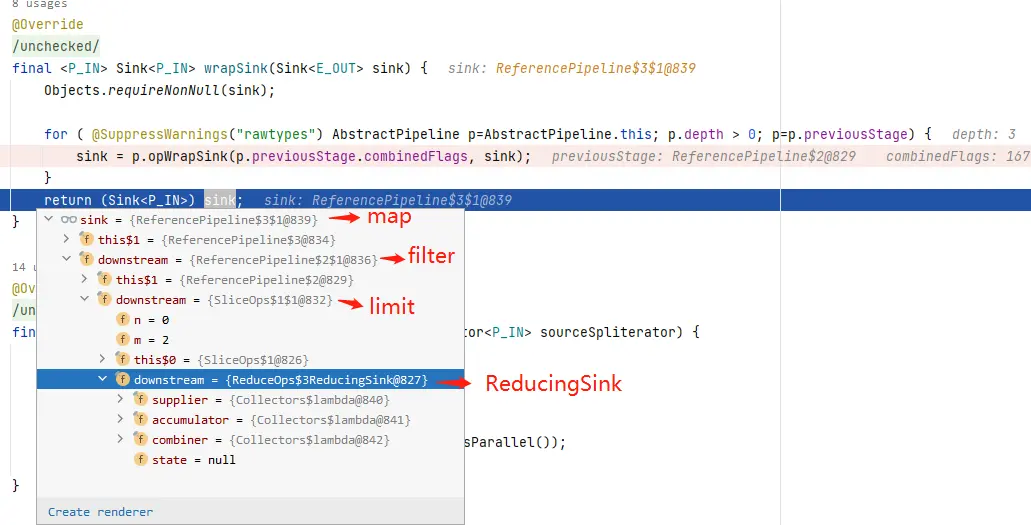 8 usages
@Override
/unchecked/
final <P_IN> Sink<P_IN> wrapSink(Sink<E_OUT> sink) { sink: ReferencePipeline$3$1@839
Objects.requireNonNull(sink);
for ( @SuppressWarnings("rawtypes") AbstractPipeline p=AbstractPipeline.this; p.depth > 0; p=p.previousStage) { depth: 3
sink = p.opWrapSink(p.previousStage.combinedFlags, sink); previousStage: ReferencePipeline$2@829 combinedFlags: 167
}
return (Sink<P_IN>) sink; sink: ReferencePipeline$3$1@839
}
sink = {ReferencePipeline$3$1@839} map
this$1 = {ReferencePipeline$3@834}
downstream = {ReferencePipeline$2$1@836} filter
14 u
this$1 = {ReferencePipeline$2@829}
@Ov
downstream = {SliceOps$1$1@832} limit
/un
n = 0
fin
tor<P_IN> sourceSpliterator) {
m = 2
this$0 = {SliceOps$1@826}
downstream = {ReduceOps$3ReducingSink@827} ReducingSink
supplier = {Collectors$lambda@840}
accumulator = {Collectors$lambda@841}
combiner = {Collectors$lambda@842}
sParallel());
state = null
}
Create renderer